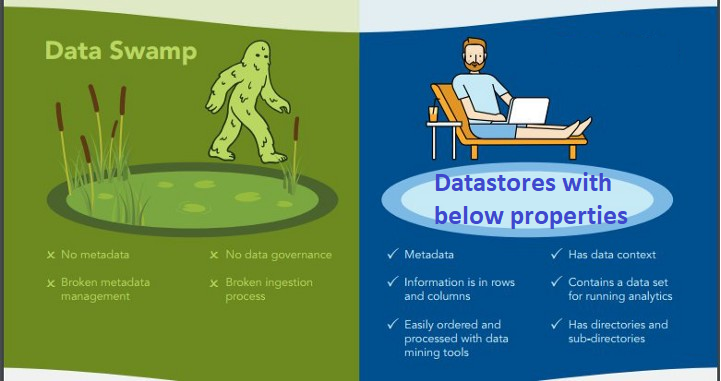 Data Swamp
x No metadata
x No data governance
x Broken metadata
management
x Broken ingestion
process
Datastores with
below properties
✓ Metadata
✓ Has data context
✓ Information is in rows
and columns
✓ Contains a data set
for running analytics
✓ Easily ordered and
processed with data
mining tools
✓ Has directories and
sub-directories